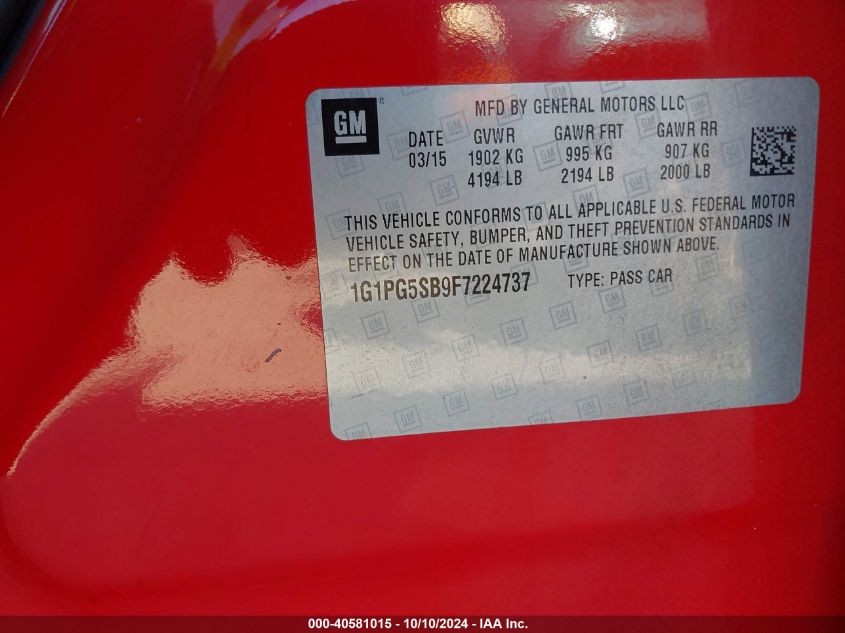 GM ®
MFD BY GENERAL MOTORS LLC
DATE GVWR GAWR FRT GAWR RR
03/15 1902 KG 995 KG 907 KG
4194 LB 2194 LB 2000 LB
THIS VEHICLE CONFORMS TO ALL APPLICABLE U.S. FEDERAL MOTOR
VEHICLE SAFETY, BUMPER, AND THEFT PREVENTION STANDARDS IN
EFFECT ON THE DATE OF MANUFACTURE SHOWN ABOVE.
1G1PG5SB9F7224737 TYPE: PASS CAR
000-40581015 - 10/10/2024 - IAA Inc.